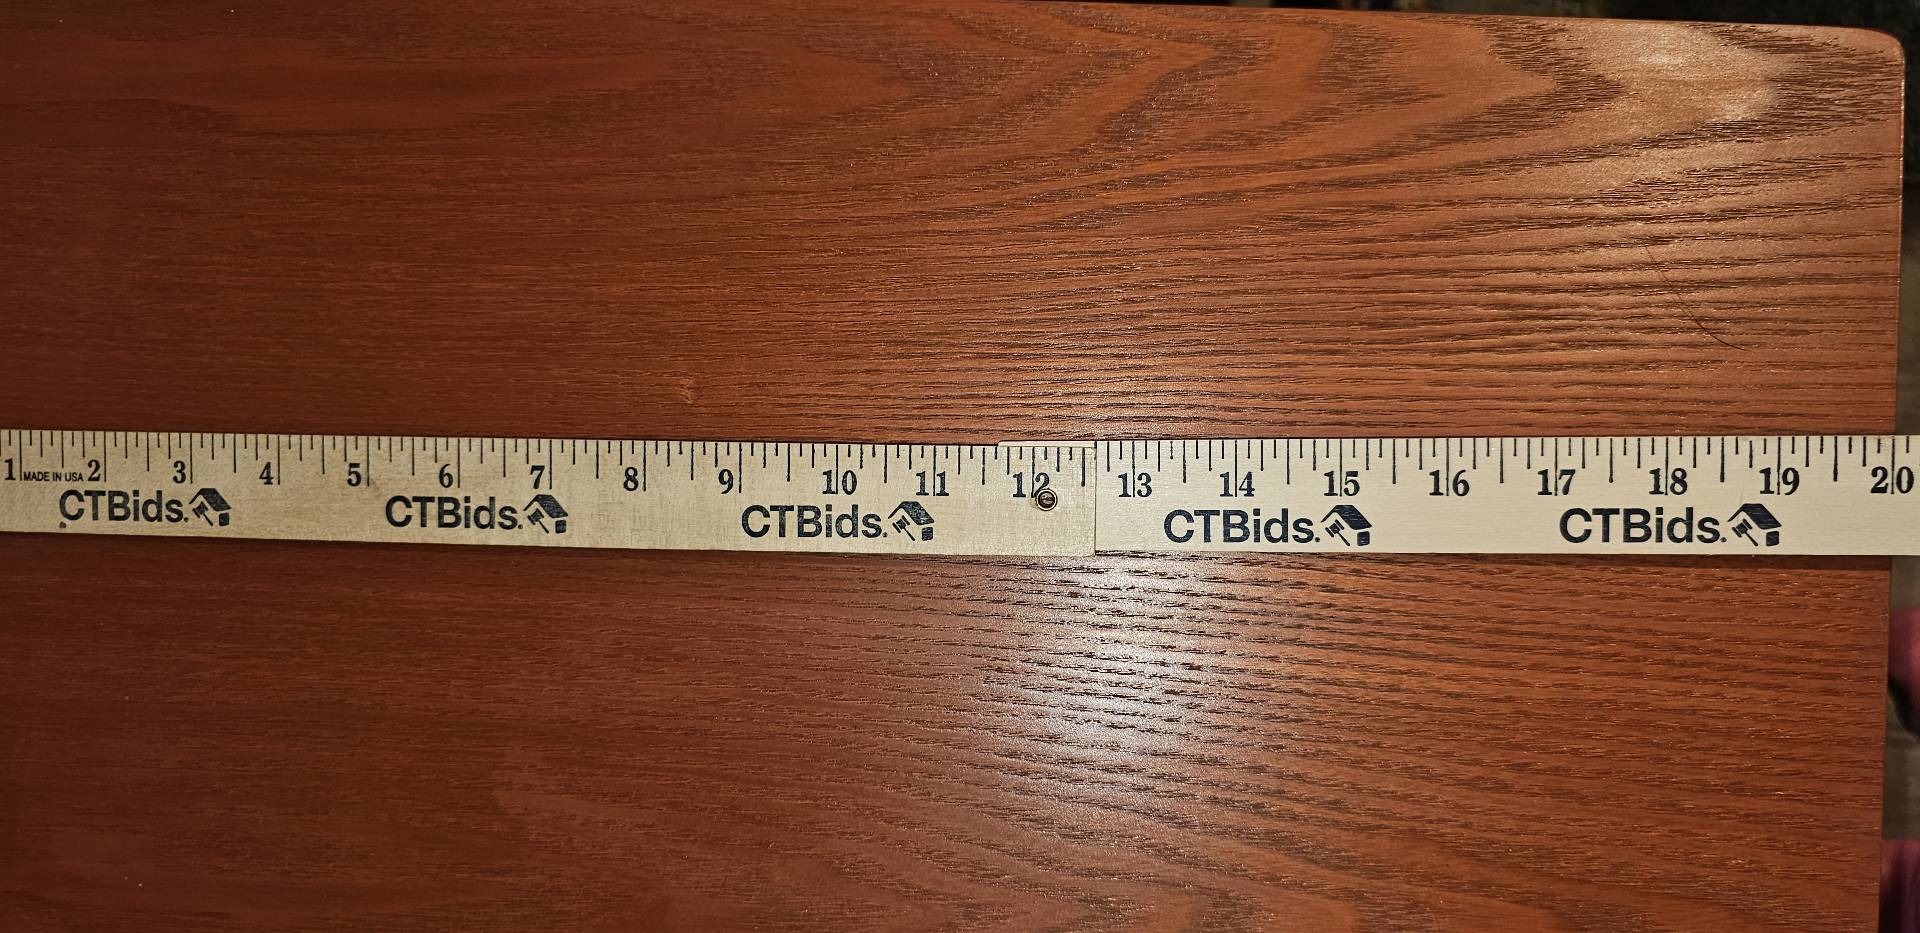 1 MADE IN USA 2 3 4 5 6 7 8 9 10 11 12 13 14 15 16 17 18 19 20
CTBids. CTBids. CTBids. CTBids. CTBids.